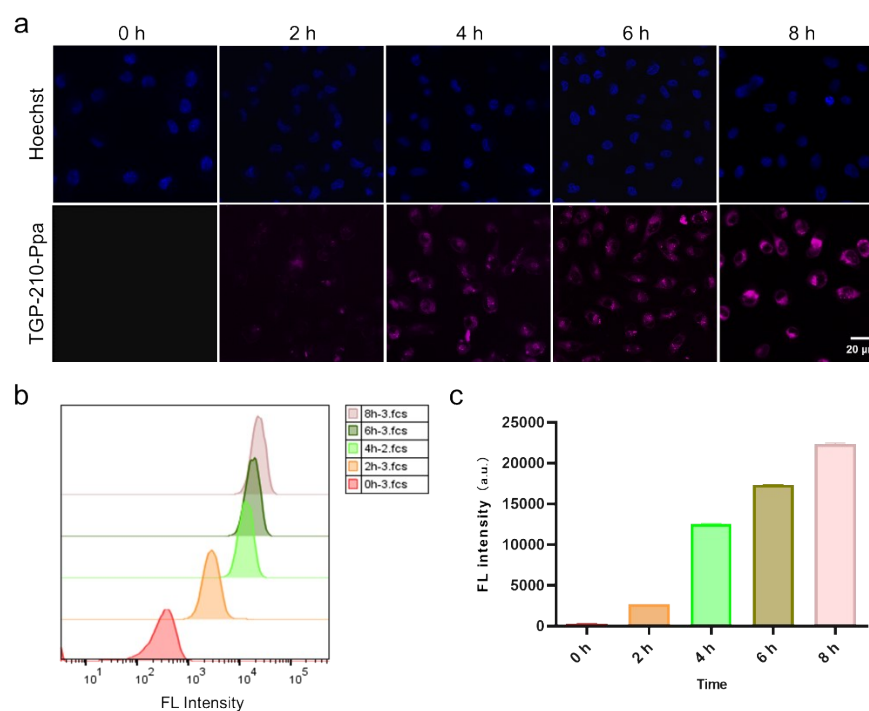 a
0 h 2 h 4 h 6 h 8 h
Hoechst
TGP-210-Ppa
20
b
8h-3.fcs
6h-3.fcs
4h-2.fcs
2h-3.fcs
0h-3.fcs
10¹ 10² 10³ 10⁴ 10⁵
FL Intensity
c
25000
20000
15000
10000
5000
0
FL intensity (a.u.)
0 h 2 h 4 h 6 h 8 h
Time